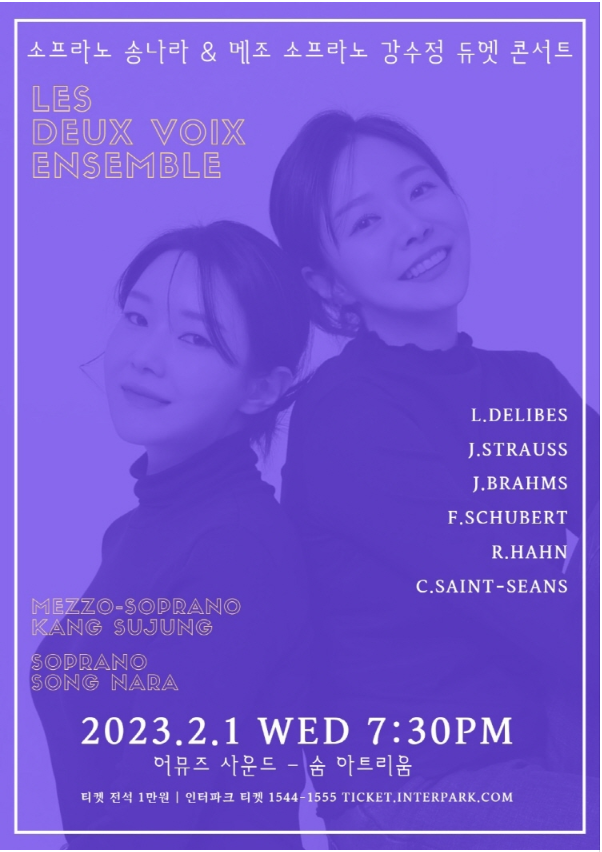 소프라노 송나라 & 메조 소프라노 강수정 듀엣 콘서트
LES
DEUX VOIX
ENSEMBLE
L.DELIBES
J.STRAUSS
J.BRAHMS
F.SCHUBERT
R.HAHN
C.SAINT-SEANS
MEZZO-SOPRANO
KANG SUJUNG
SOPRANO
SONG NARA
2023.2.1 WED 7:30PM
어뮤즈 사운드 - 숨 아트리움
티켓 전석 1만원 | 인터파크 티켓 1544-1555 TICKET.INTERPARK.COM